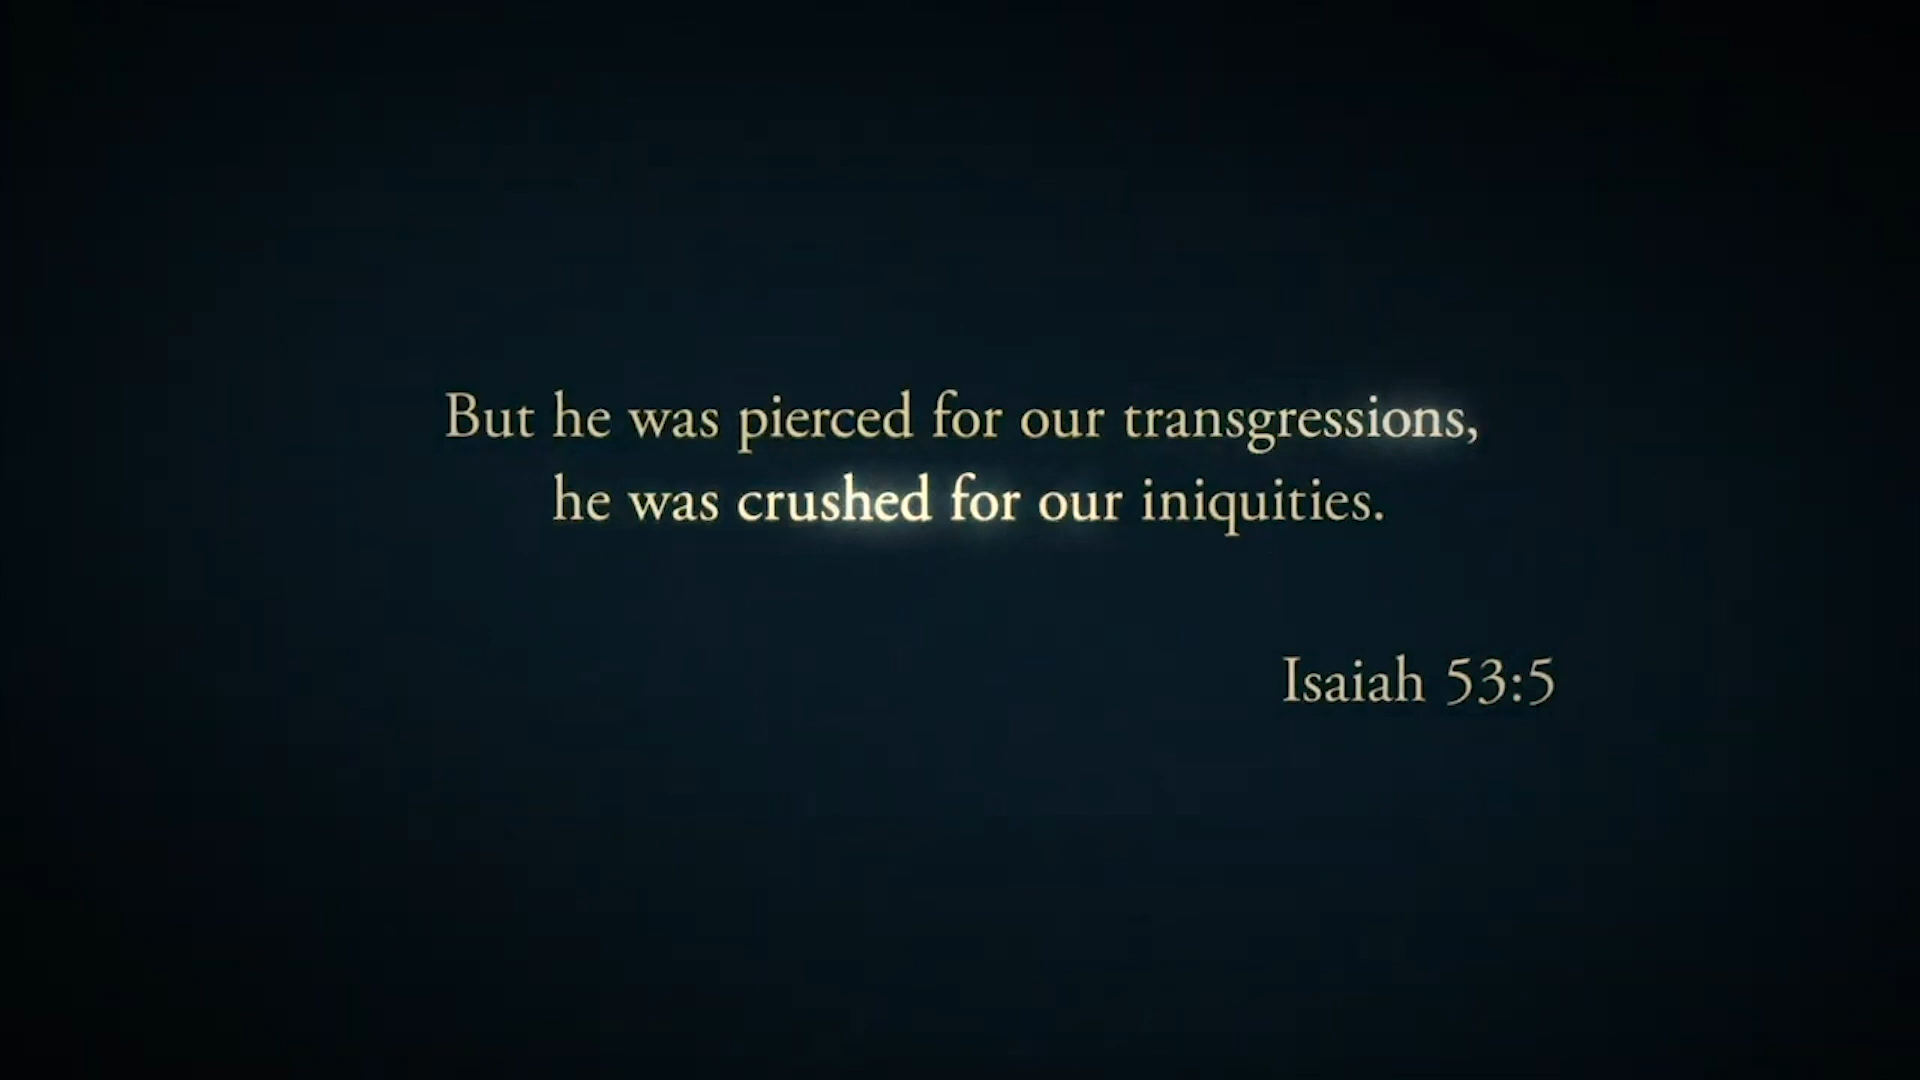 But he was pierced for our transgressions,
he was crushed for our iniquities.
Isaiah 53:5